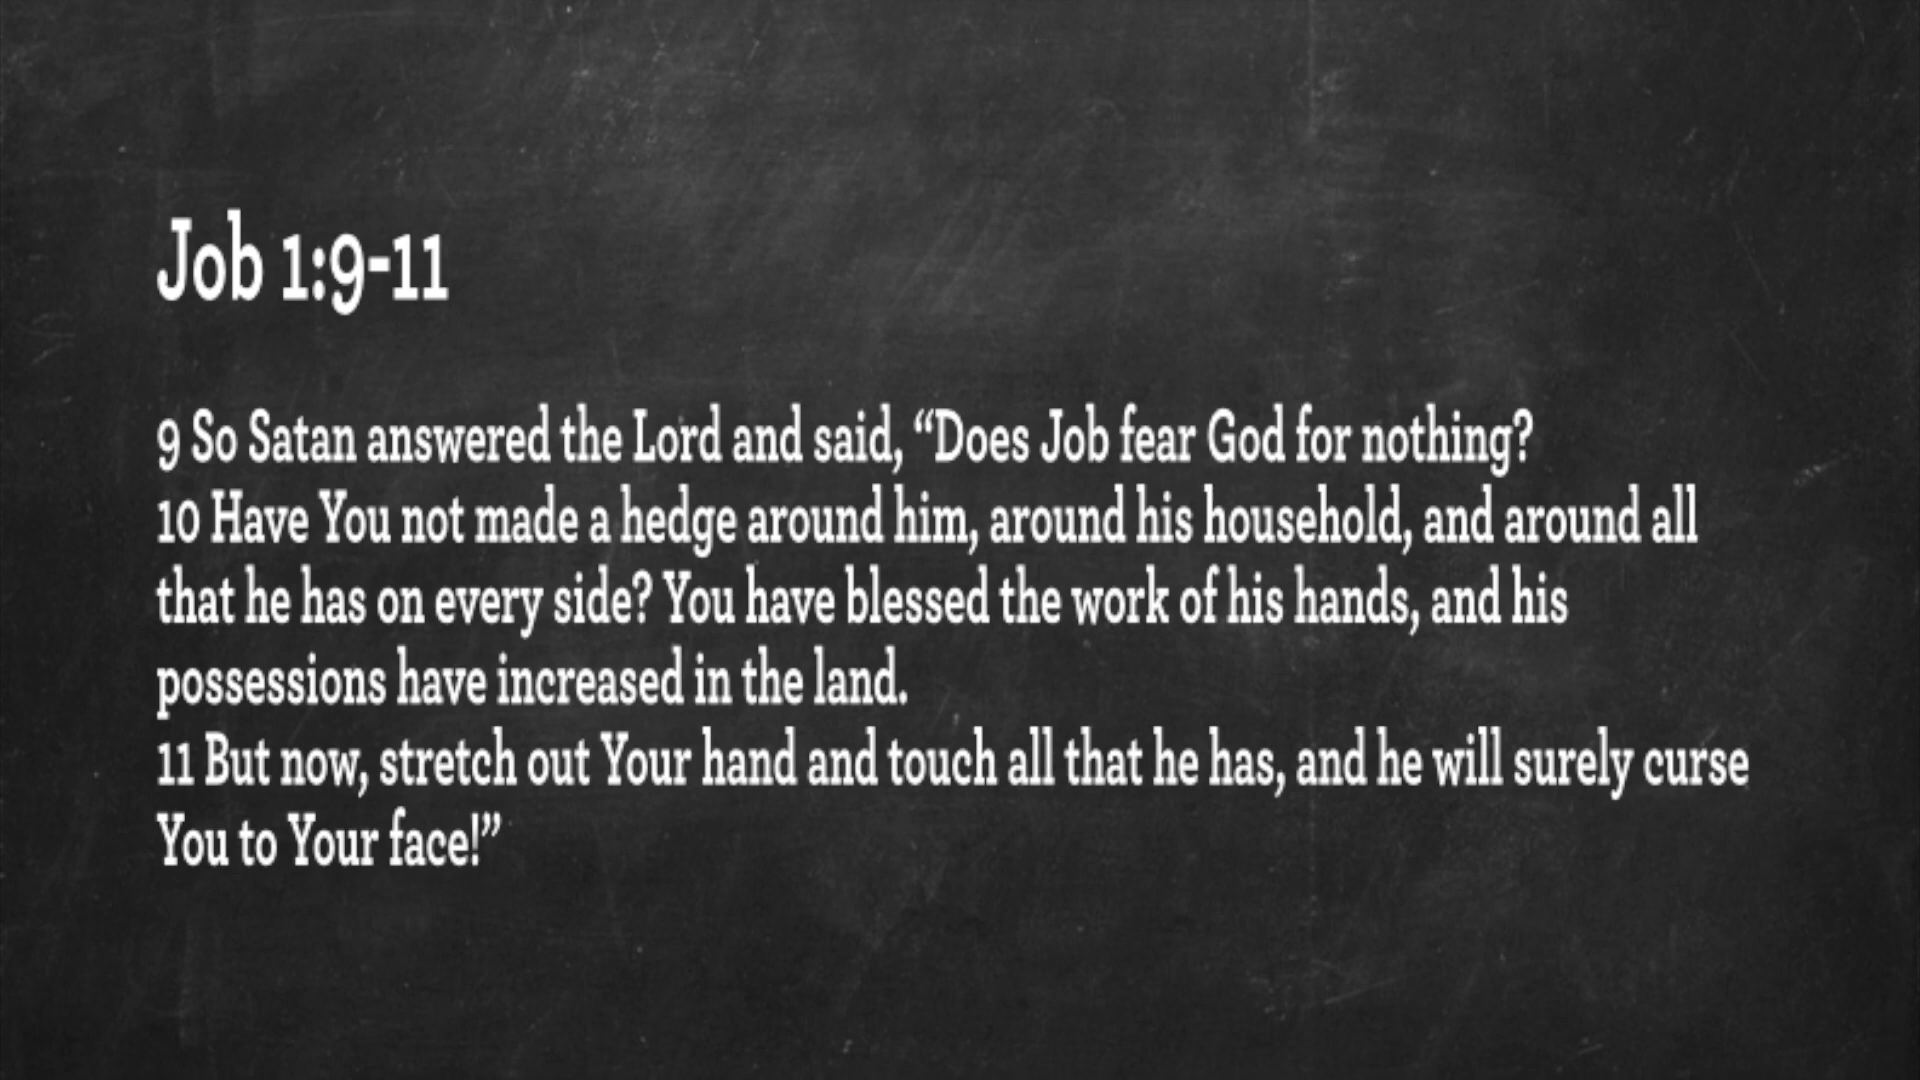 Job 1:9-11
9 So Satan answered the Lord and said, “Does Job fear God for nothing?
10 Have You not made a hedge around him, around his household, and around all
that he has on every side? You have blessed the work of his hands, and his
possessions have increased in the land.
11 But now, stretch out Your hand and touch all that he has, and he will surely curse
You to Your face!”